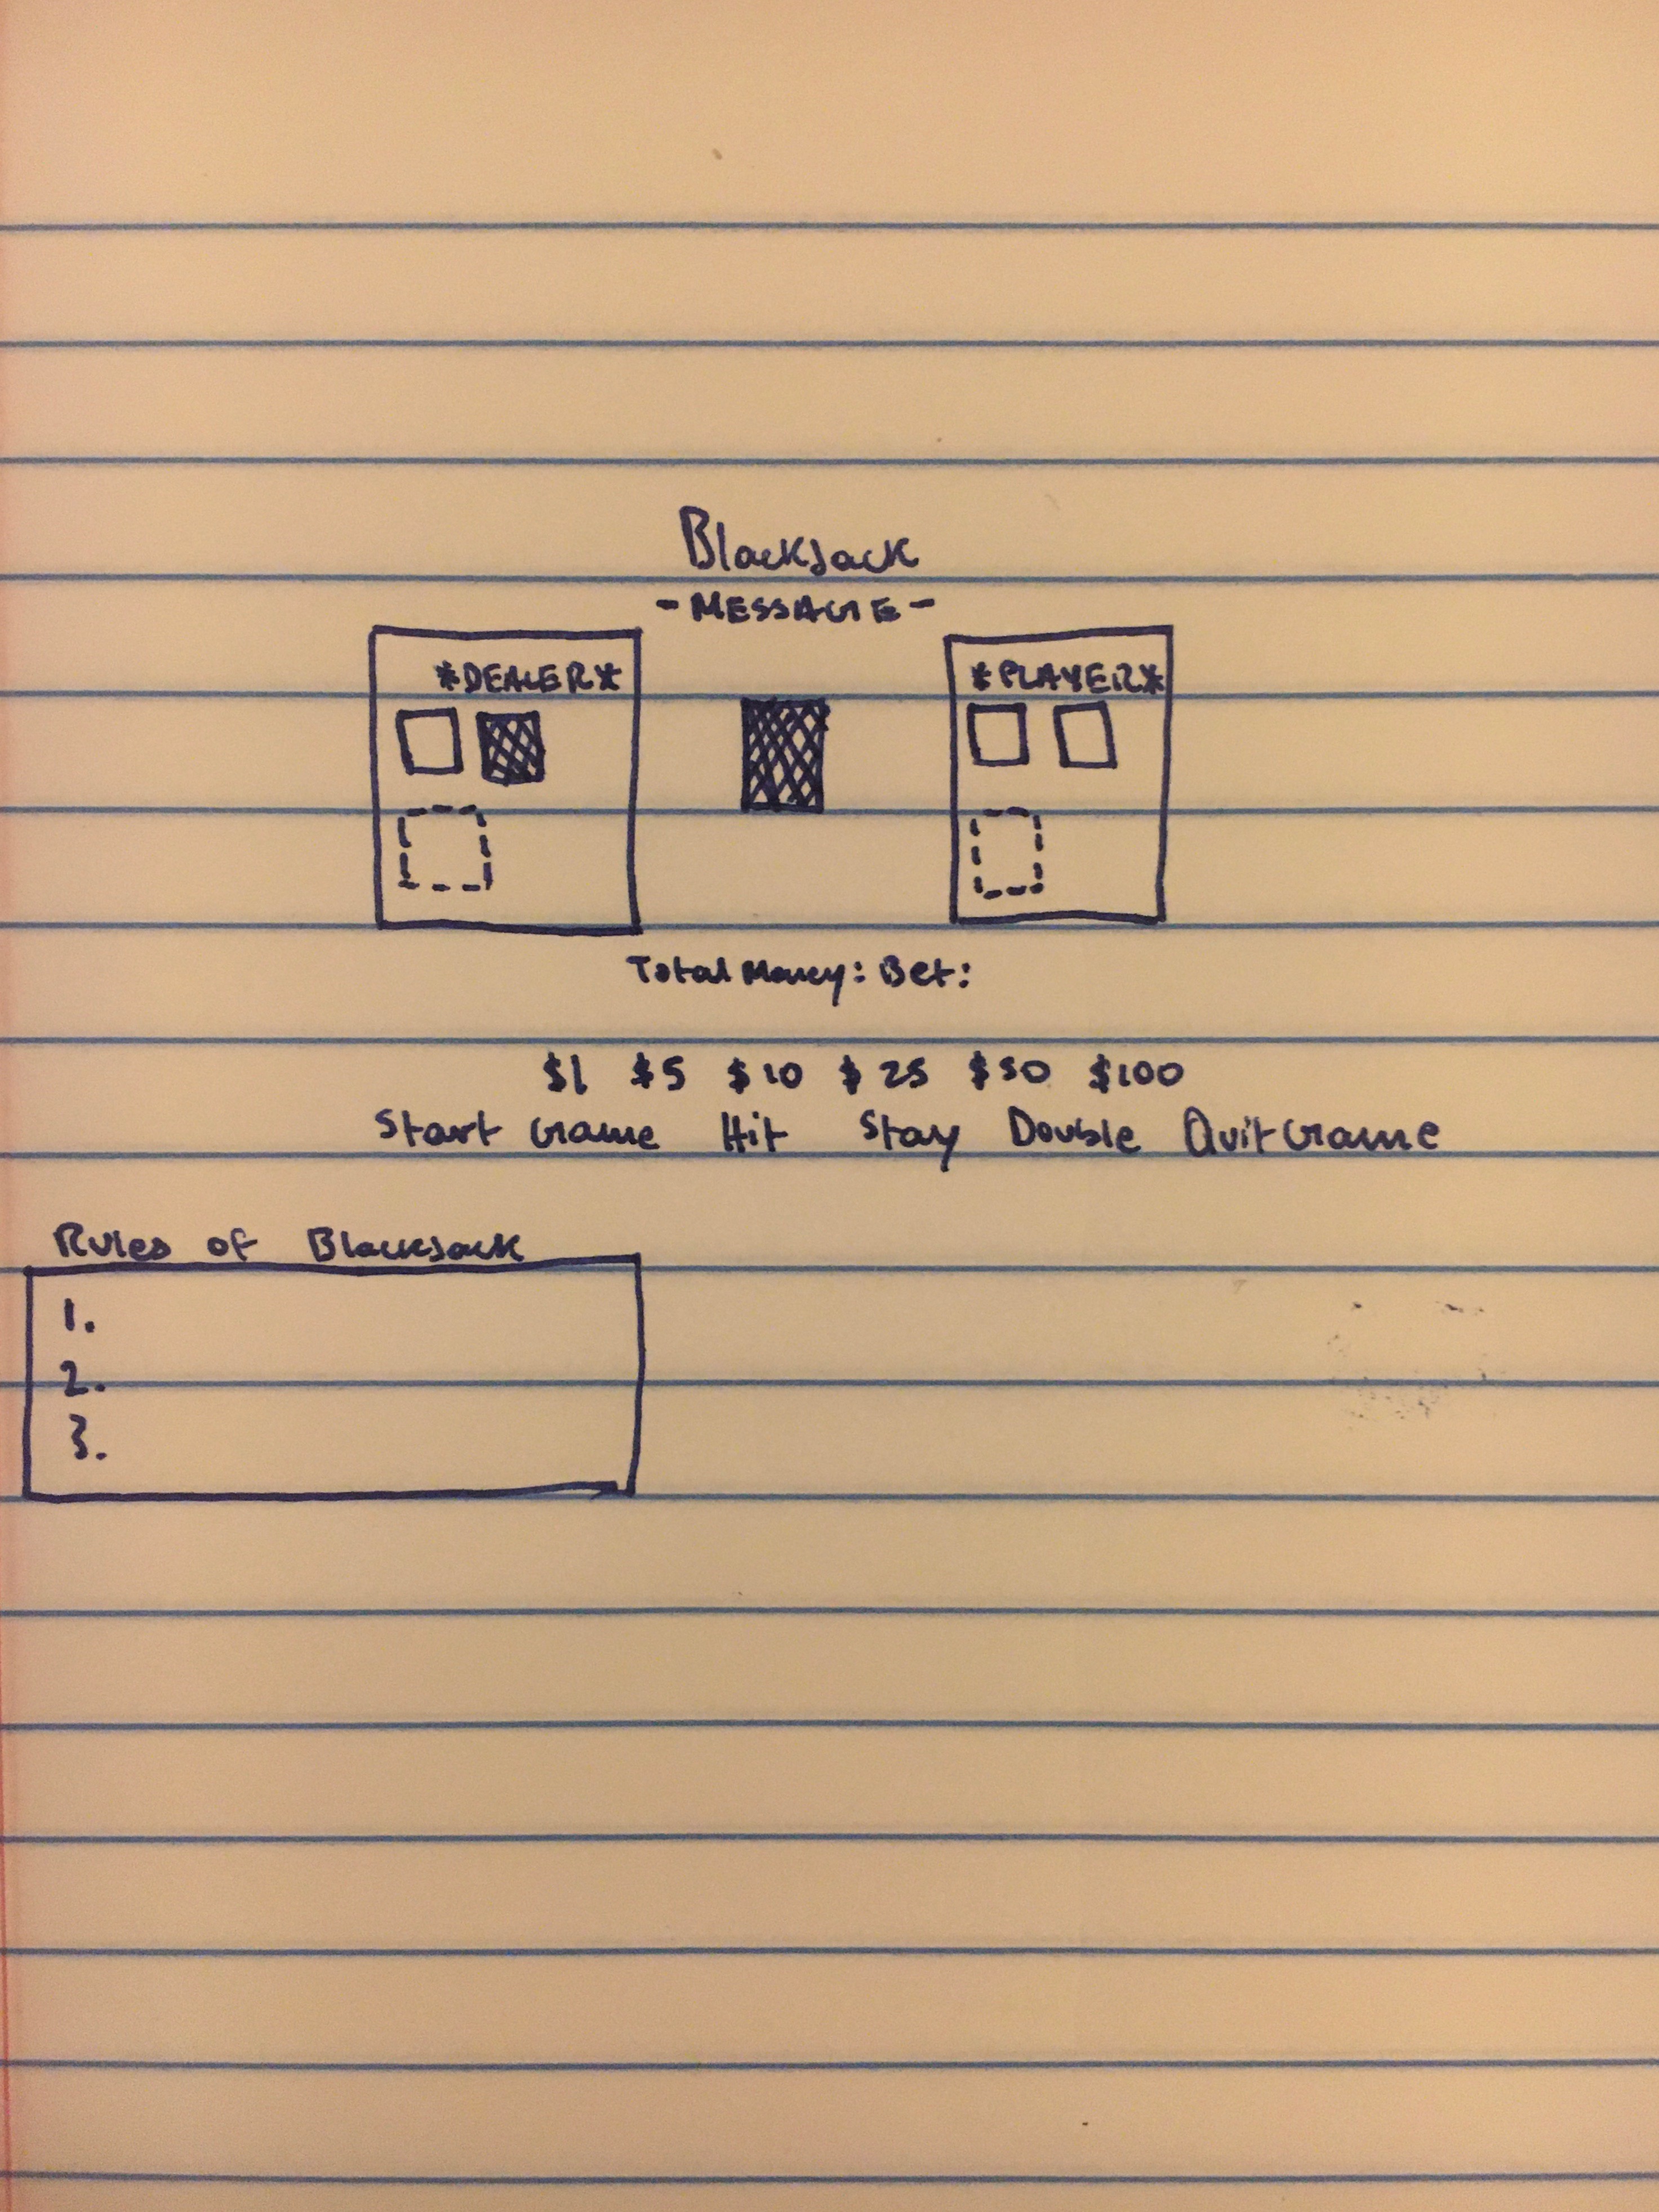 BlackJack
- MESSAGE -
*DEALER*
*PLAYER*
Total Money: Bet:
$1 $5 $10 $25 $50 $100
Start Game Hit Stay Double Quit Game
Rules of BlackJack
1.
2.
3.